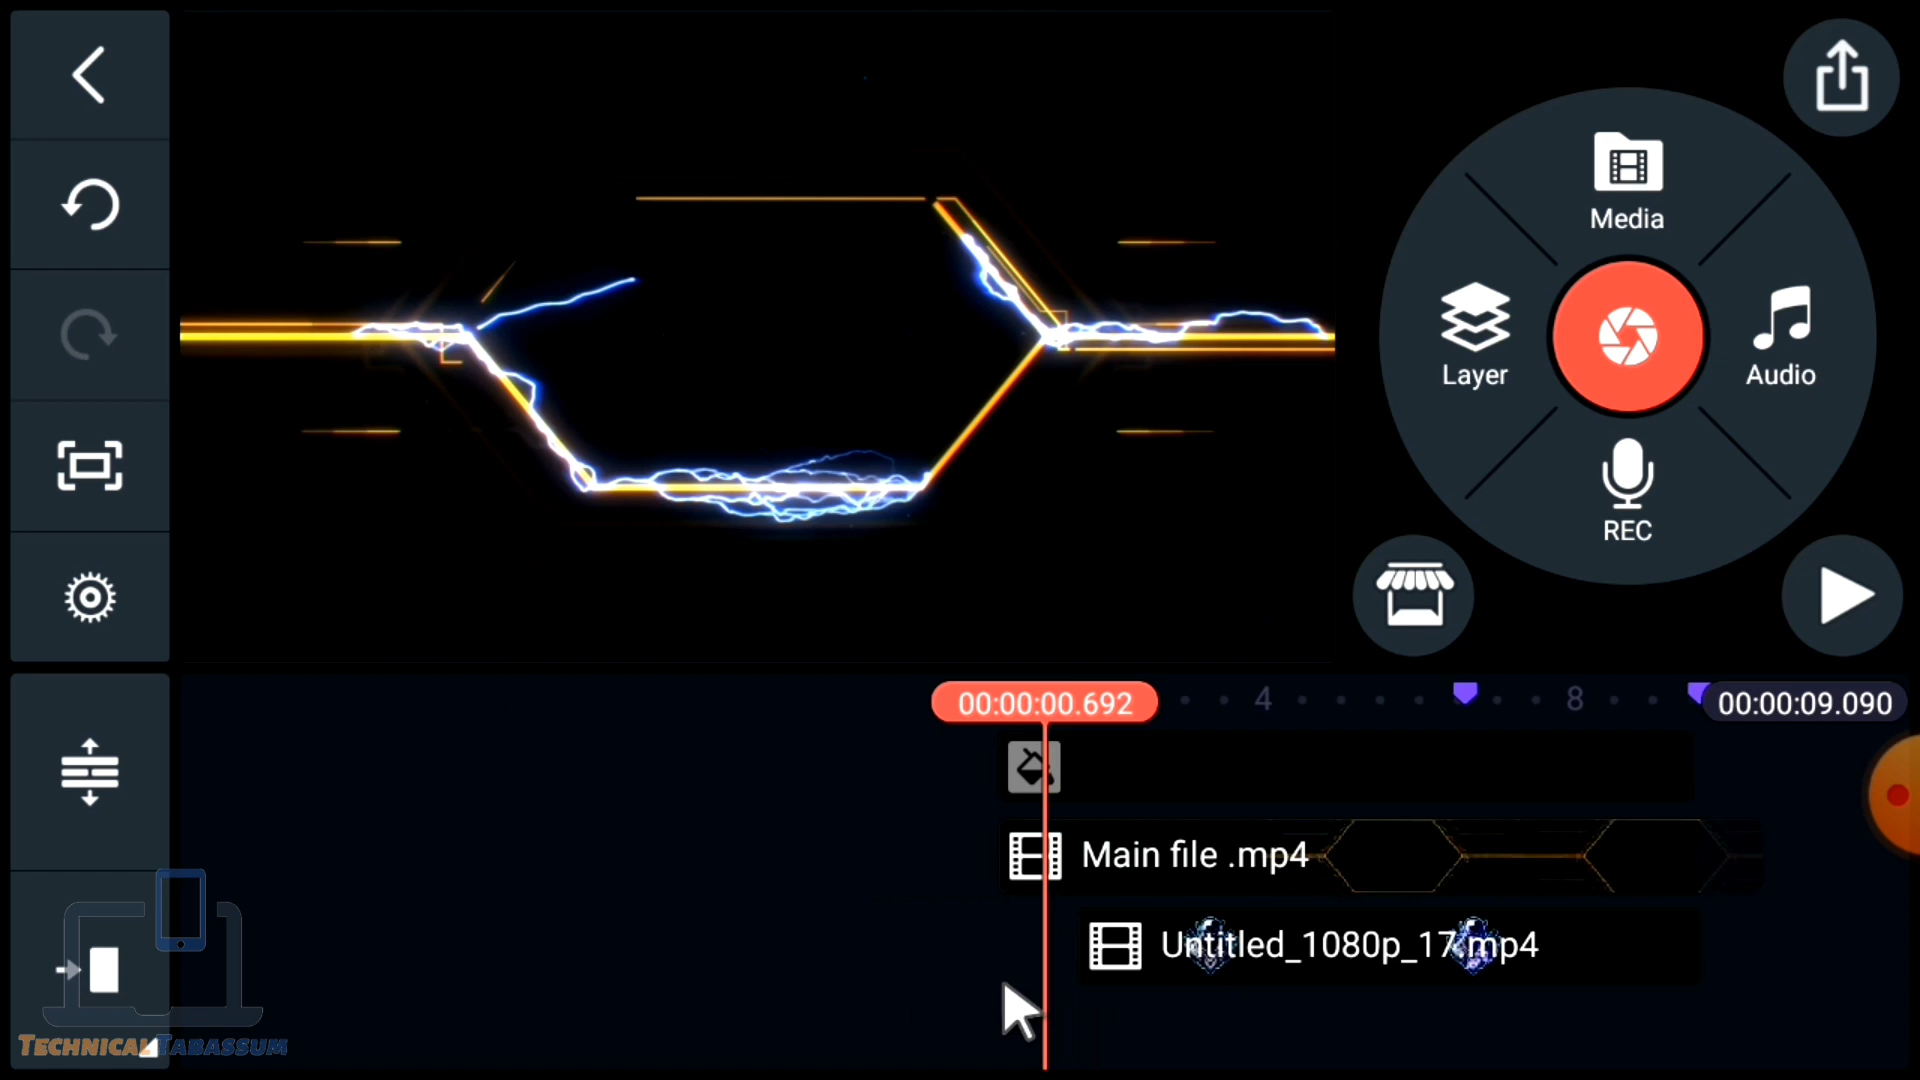 Media
Layer
Audio
REC
00:00:00.692
4
8
00:00:09.090
Main file .mp4
Untitled_1080p_17.mp4
TECHNICAL TABASSUM